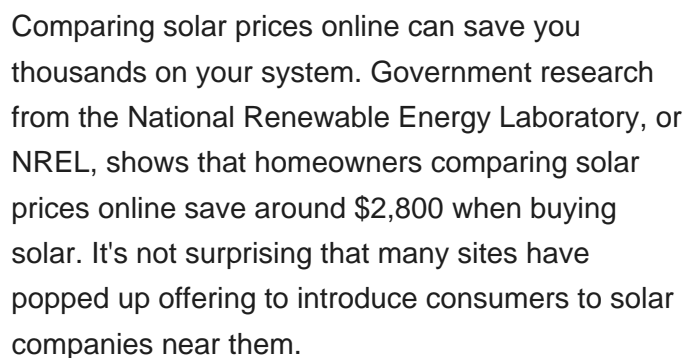 Comparing solar prices online can save you
thousands on your system. Government research
from the National Renewable Energy Laboratory, or
NREL, shows that homeowners comparing solar
prices online save around $2,800 when buying
solar. It's not surprising that many sites have
popped up offering to introduce consumers to solar
companies near them.